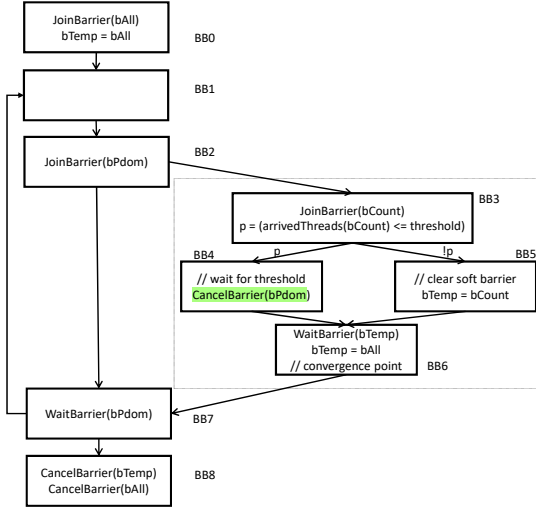 JoinBarrier(bAll)
bTemp = bAll
BB0
BB1
BB2
JoinBarrier(bPdom)
BB3
JoinBarrier(bCount)
p = (arrivedThreads(bCount) <= threshold)
p
!p
BB4
BB5
// wait for threshold
CancelBarrier(bPdom)
// clear soft barrier
bTemp = bCount
WaitBarrier(bTemp)
bTemp = bAll
// convergence point
BB6
WaitBarrier(bPdom)
BB7
CancelBarrier(bTemp)
CancelBarrier(bAll)
BB8